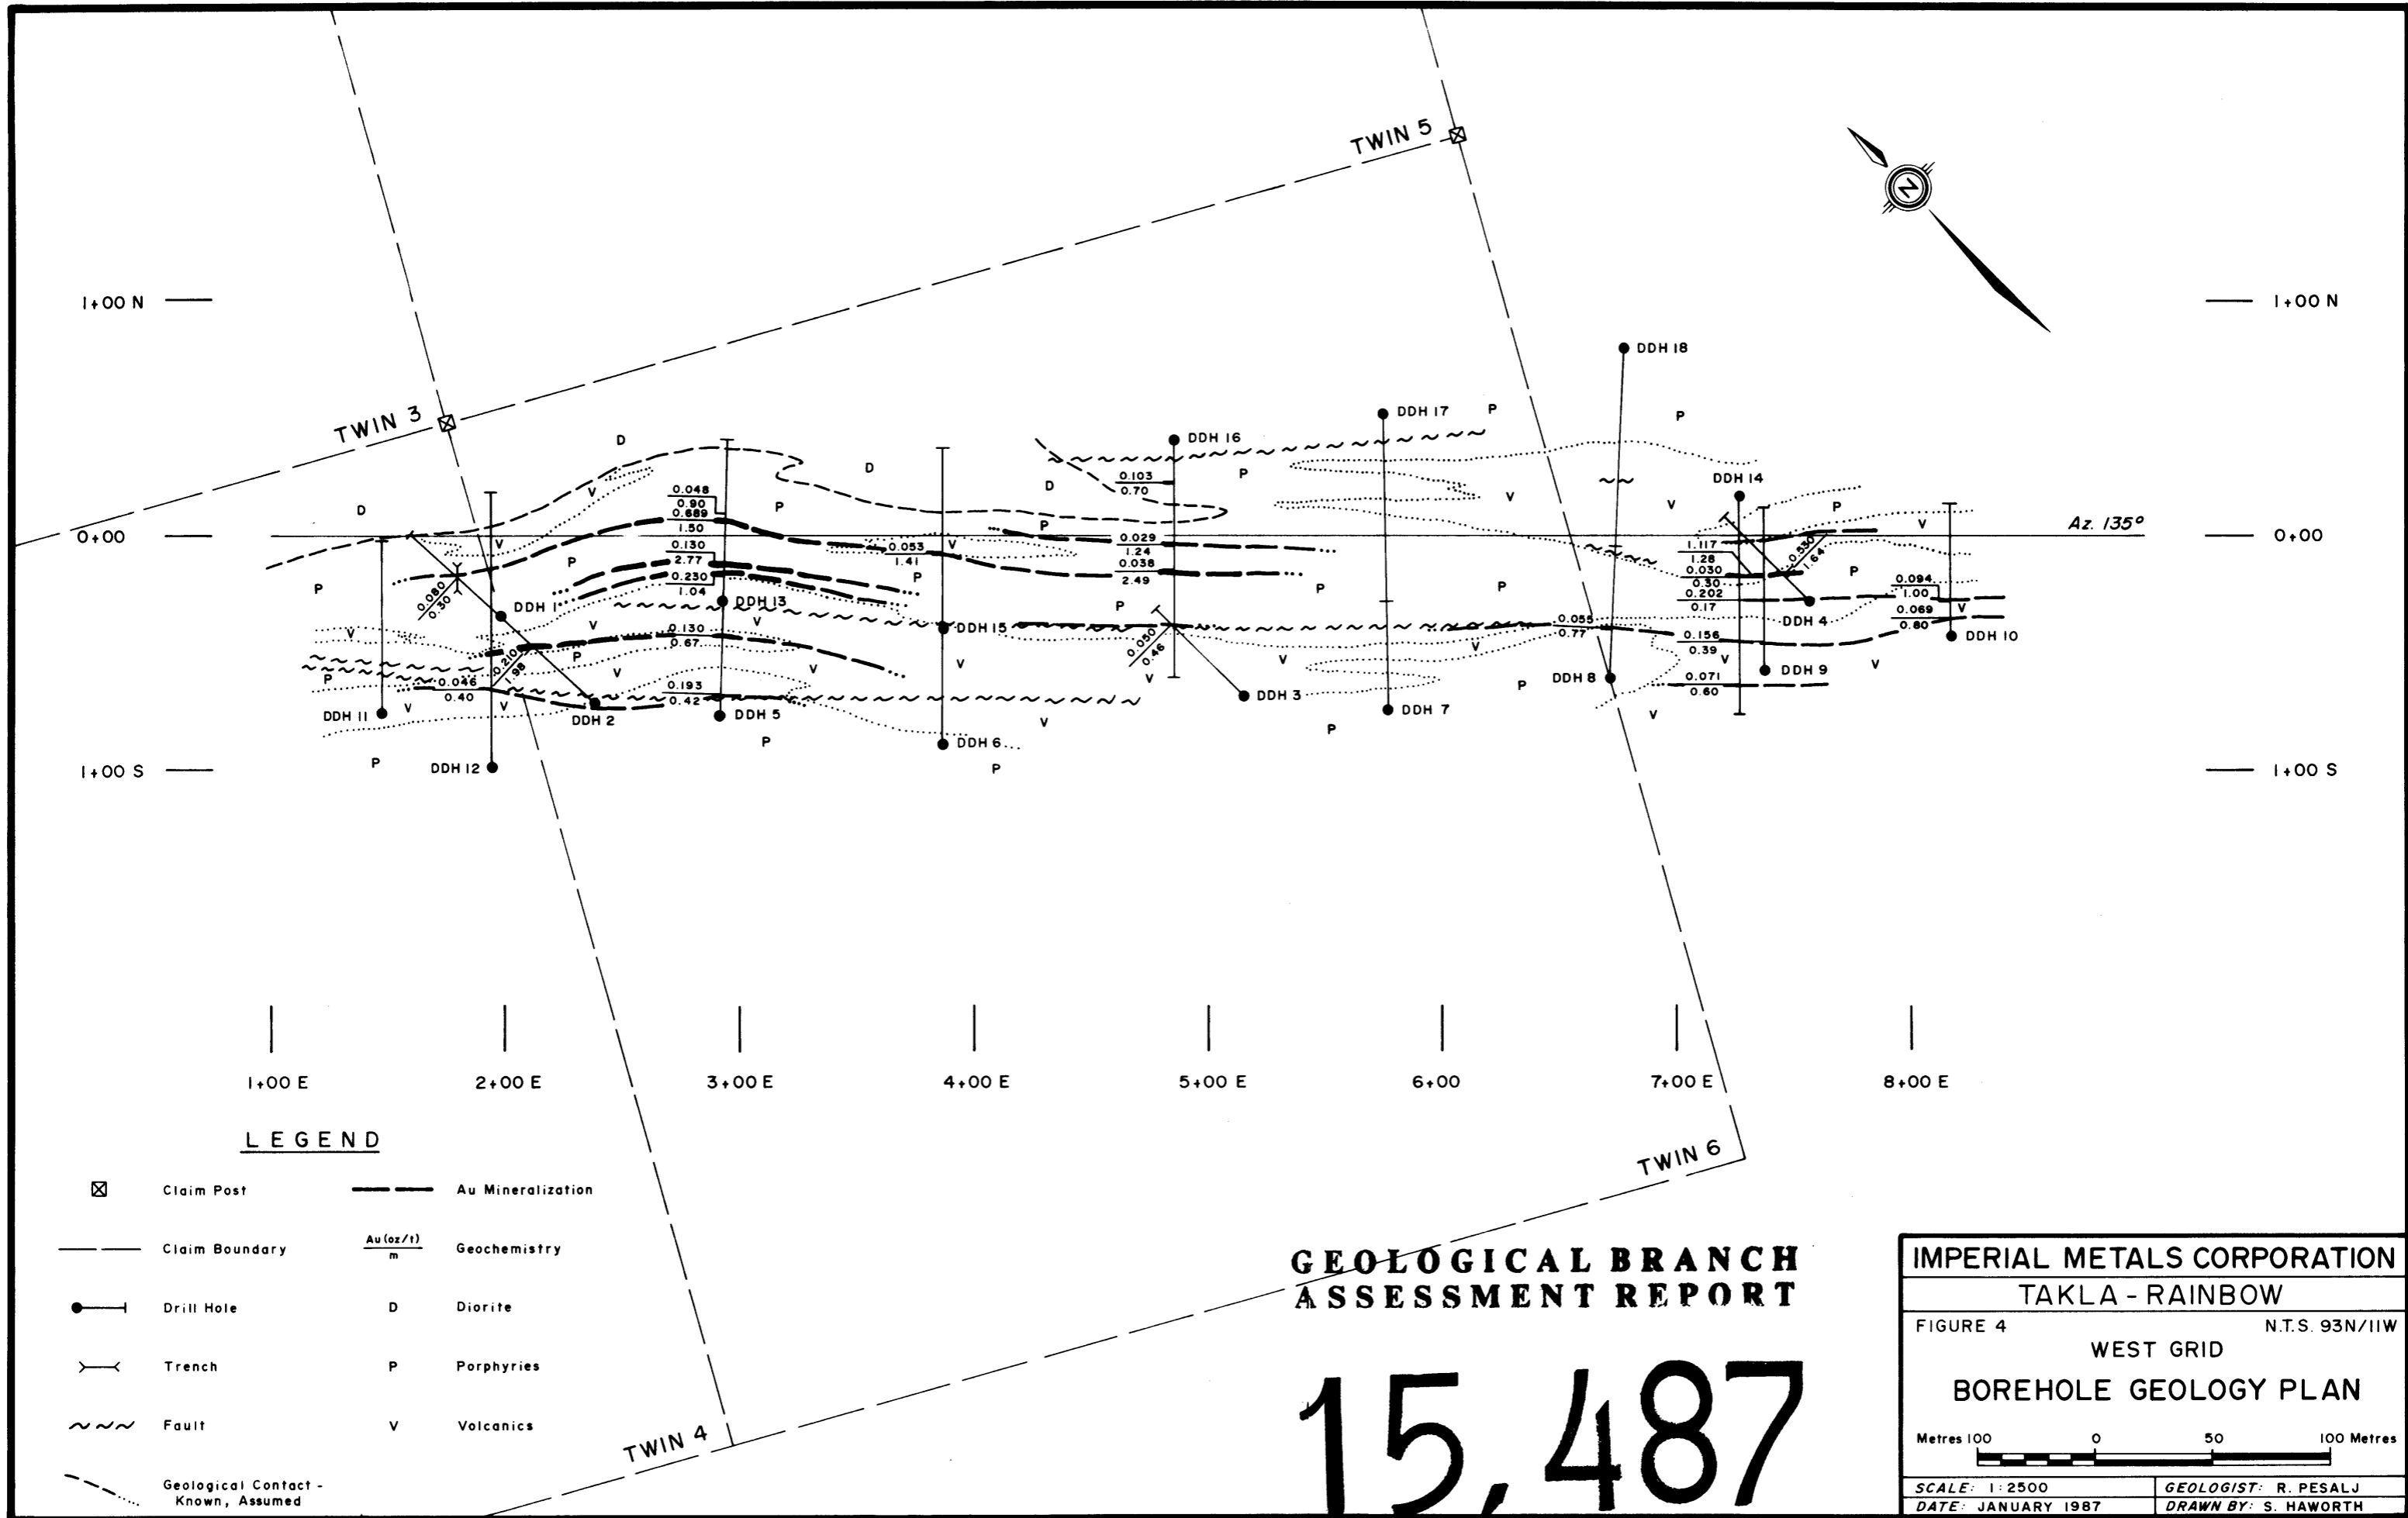 TWIN 5
N
1+00 N
1+00 N
DDH 18
TWIN 3
D
DDH 17
P
P
DDH 16
D
D
P
DDH 14
0.103
0.70
V
0.048
0.90
0.689
1.50
P
V
V
P
D
P
V
Az. 135°
0+00
0+00
V
0.130
2.77
0.053
1.41
V
0.029
1.24
0.038
2.49
1.117
1.28
0.030
0.30
0.202
0.17
0.530
1.64
P
P
P
0.230
1.04
P
P
P
0.094
1.00
0.069
0.80
V
0.080
0.30
DDH 1
DDH 13
P
DDH 4
V
V
V
0.130
0.67
DDH 15
0.050
0.46
0.055
0.77
0.156
0.39
DDH 10
P
0.210
1.98
V
V
V
V
V
V
V
V
DDH 9
P
0.046
0.40
0.193
0.42
DDH 3
P
DDH 8
0.071
0.60
DDH 11
V
V
DDH 2
DDH 5
V
DDH 7
V
P
P
DDH 6
P
P
1+00 S
DDH 12
1+00 S
1+00 E
2+00 E
3+00 E
4+00 E
5+00 E
6+00
7+00 E
8+00 E
LEGEND
Claim Post
Au Mineralization
Claim Boundary
Au (oz/t)
m
Geochemistry
Drill Hole
D
Diorite
Trench
P
Porphyries
Fault
V
Volcanics
Geological Contact -
Known, Assumed
TWIN 6
TWIN 4
GEOLOGICAL BRANCH
ASSESSMENT REPORT
15,487
IMPERIAL METALS CORPORATION
TAKLA - RAINBOW
FIGURE 4
N.T.S. 93N/11W
WEST GRID
BOREHOLE GEOLOGY PLAN
Metres 100 0 50 100 Metres
SCALE: 1:2500
GEOLOGIST: R. PESALJ
DATE: JANUARY 1987
DRAWN BY: S. HAWORTH